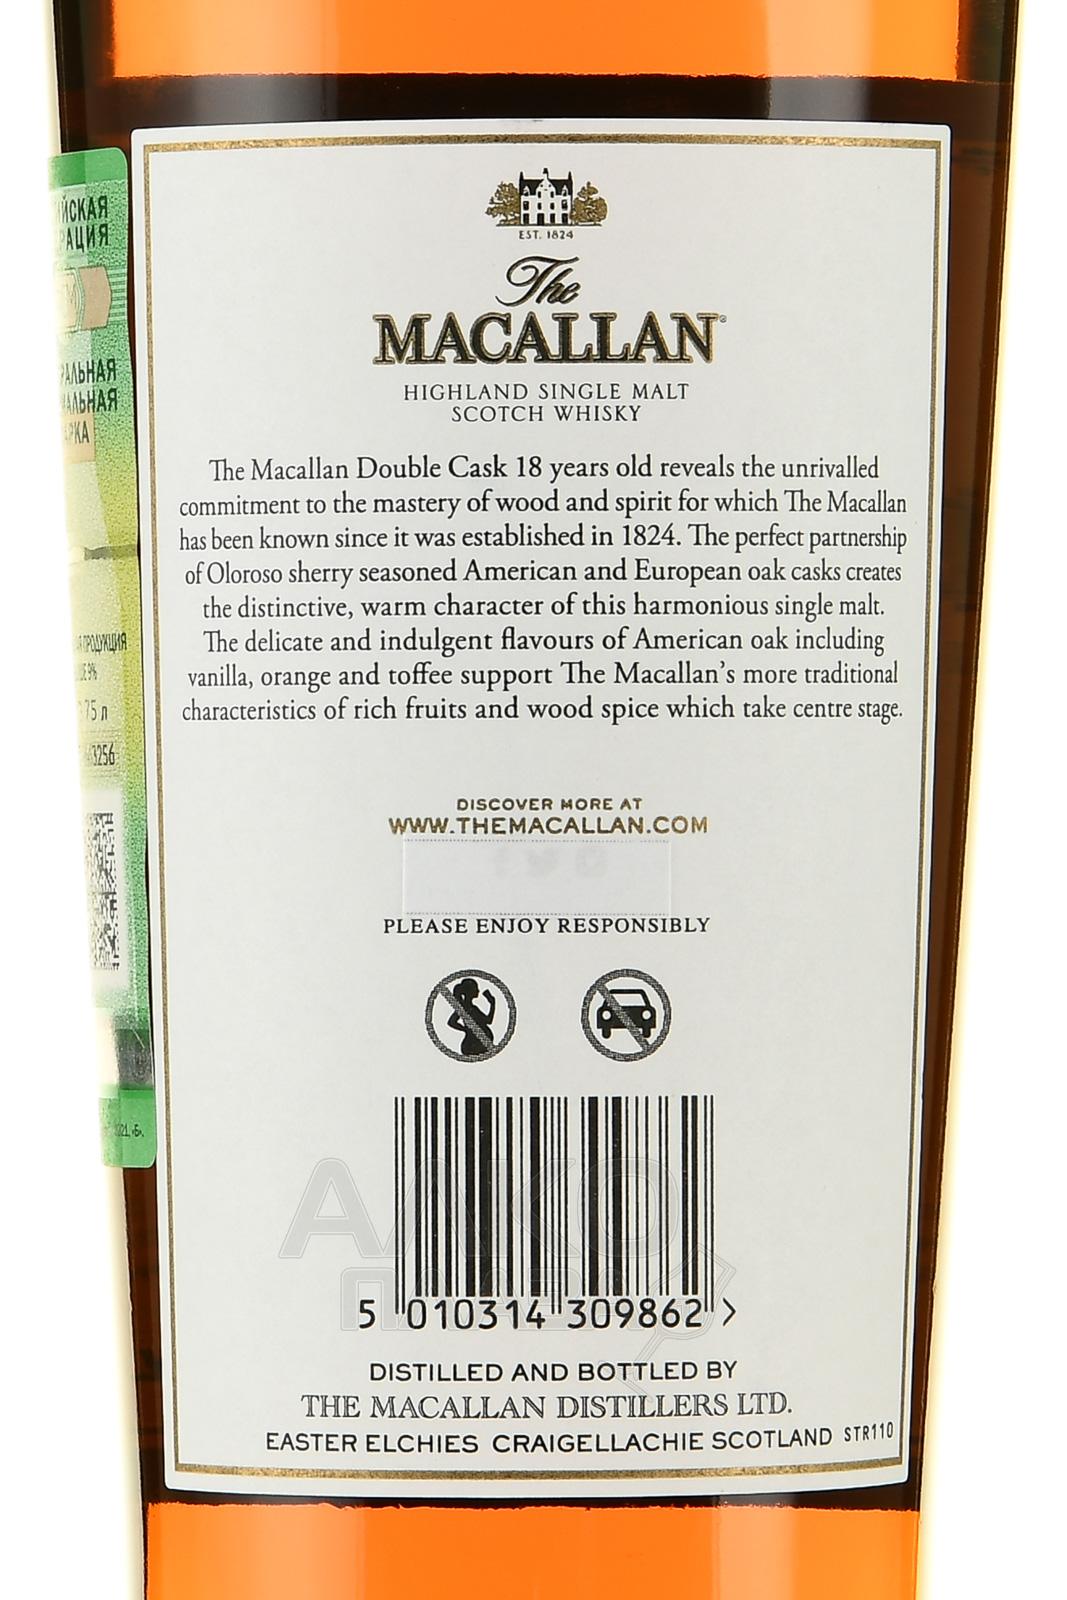 EST. 1824
The
MACALLAN®
HIGHLAND SINGLE MALT
SCOTCH WHISKY
The Macallan Double Cask 18 years old reveals the unrivalled
commitment to the mastery of wood and spirit for which The Macallan
has been known since it was established in 1824. The perfect partnership
of Oloroso sherry seasoned American and European oak casks creates
the distinctive, warm character of this harmonious single malt.
The delicate and indulgent flavours of American oak including
vanilla, orange and toffee support The Macallan's more traditional
characteristics of rich fruits and wood spice which take centre stage.
DISCOVER MORE AT
WWW.THEMACALLAN.COM
PLEASE ENJOY RESPONSIBLY
5 010314 309862 >
DISTILLED AND BOTTLED BY
THE MACALLAN DISTILLERS LTD.
EASTER ELCHIES CRAIGELLACHIE SCOTLAND STR110
ПРОДУКЦИЯ
9%
75 л
3256
АЛКО
ПЛАЗА